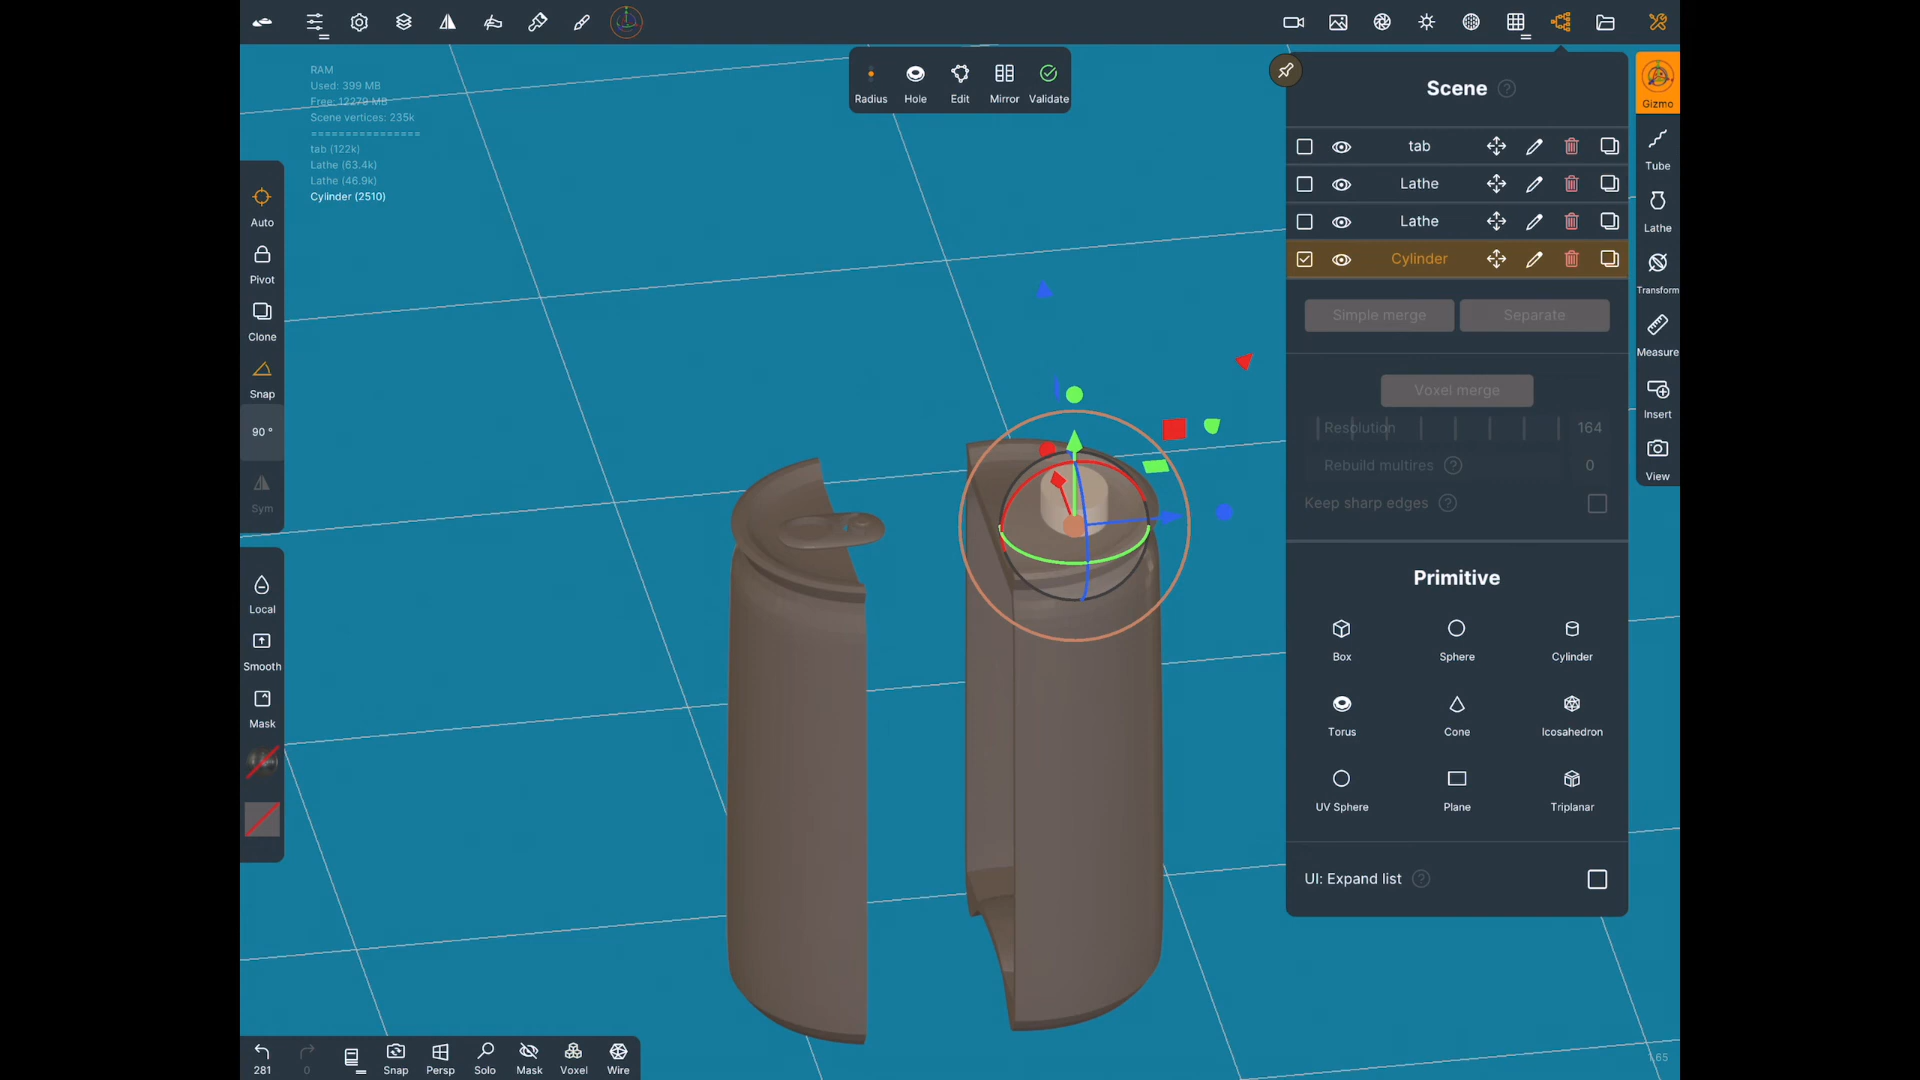 RAM
Used: 399 MB
Free: 12279 MB
Scene vertices: 235k
================
tab (122k)
Lathe (63.4k)
Lathe (46.9k)
Cylinder (2510)
Radius
Hole
Edit
Mirror
Validate
Auto
Pivot
Clone
Snap
90 °
Sym
Local
Smooth
Mask
Scene
tab
Lathe
Lathe
Cylinder
Simple merge
Separate
Voxel merge
Resolution 164
Rebuild multires ? 0
Keep sharp edges ?
Primitive
Box
Sphere
Cylinder
Torus
Cone
Icosahedron
UV Sphere
Plane
Triplanar
UI: Expand list ?
Gizmo
Tube
Lathe
Transform
Measure
Insert
View
281
0
Snap
Persp
Solo
Mask
Voxel
Wire
1.65